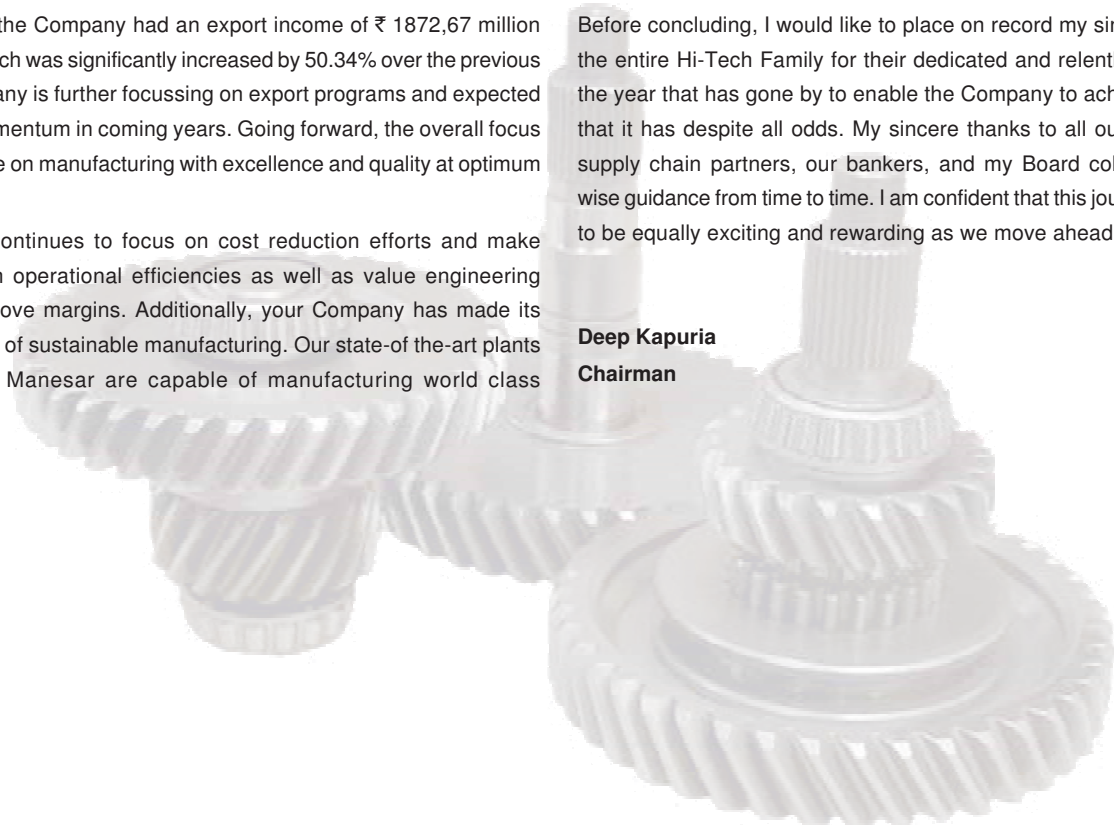 the Company had an export income of ₹ 1872,67 million
ch was significantly increased by 50.34% over the previous
any is further focussing on export programs and expected
mentum in coming years. Going forward, the overall focus
e on manufacturing with excellence and quality at optimum
ontinues to focus on cost reduction efforts and make
n operational efficiencies as well as value engineering
ove margins. Additionally, your Company has made its
of sustainable manufacturing. Our state-of the-art plants
Manesar are capable of manufacturing world class
Before concluding, I would like to place on record my sin
the entire Hi-Tech Family for their dedicated and relenti
the year that has gone by to enable the Company to ach
that it has despite all odds. My sincere thanks to all ou
supply chain partners, our bankers, and my Board col
wise guidance from time to time. I am confident that this jou
to be equally exciting and rewarding as we move ahead
Deep Kapuria
Chairman